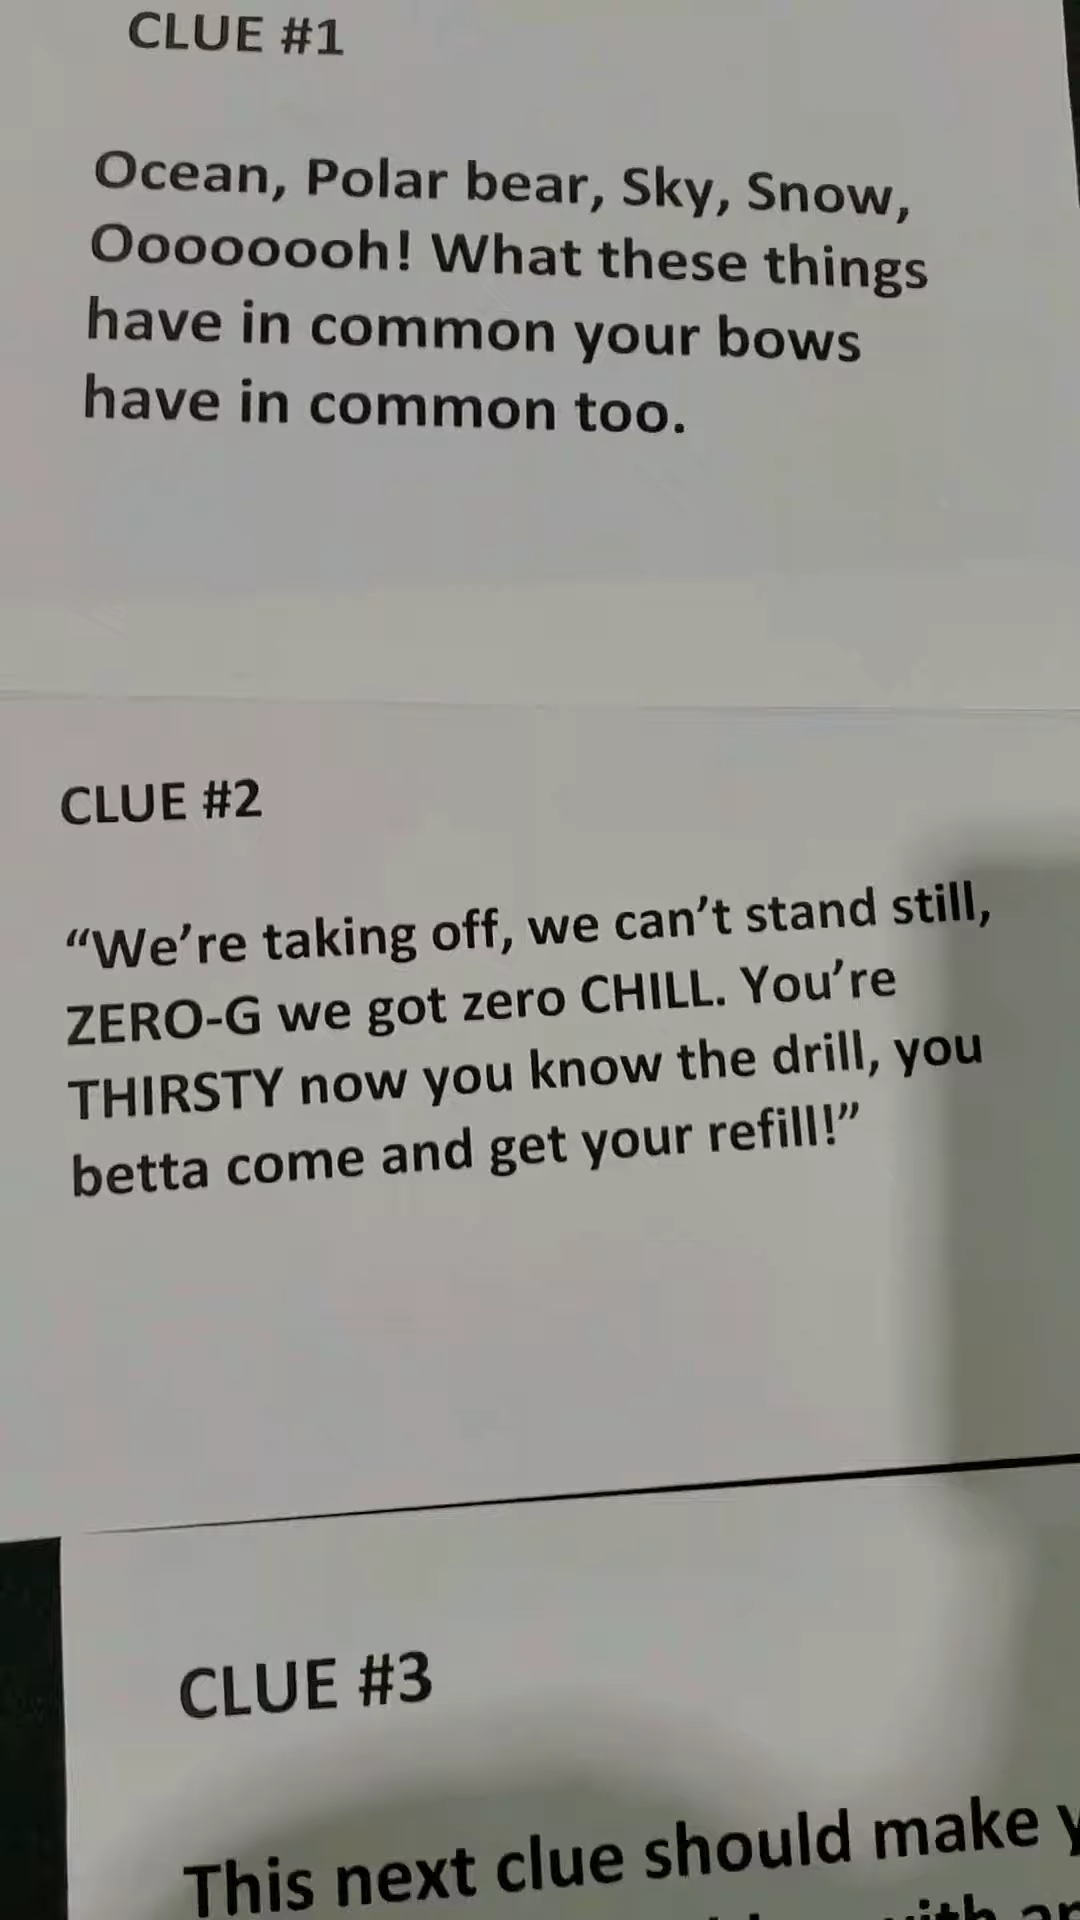 CLUE #1
Ocean, Polar bear, Sky, Snow,
Oooooooh! What these things
have in common your bows
have in common too.
CLUE #2
“We’re taking off, we can’t stand still,
ZERO-G we got zero CHILL. You’re
THIRSTY now you know the drill, you
betta come and get your refill!”
CLUE #3
This next clue should make